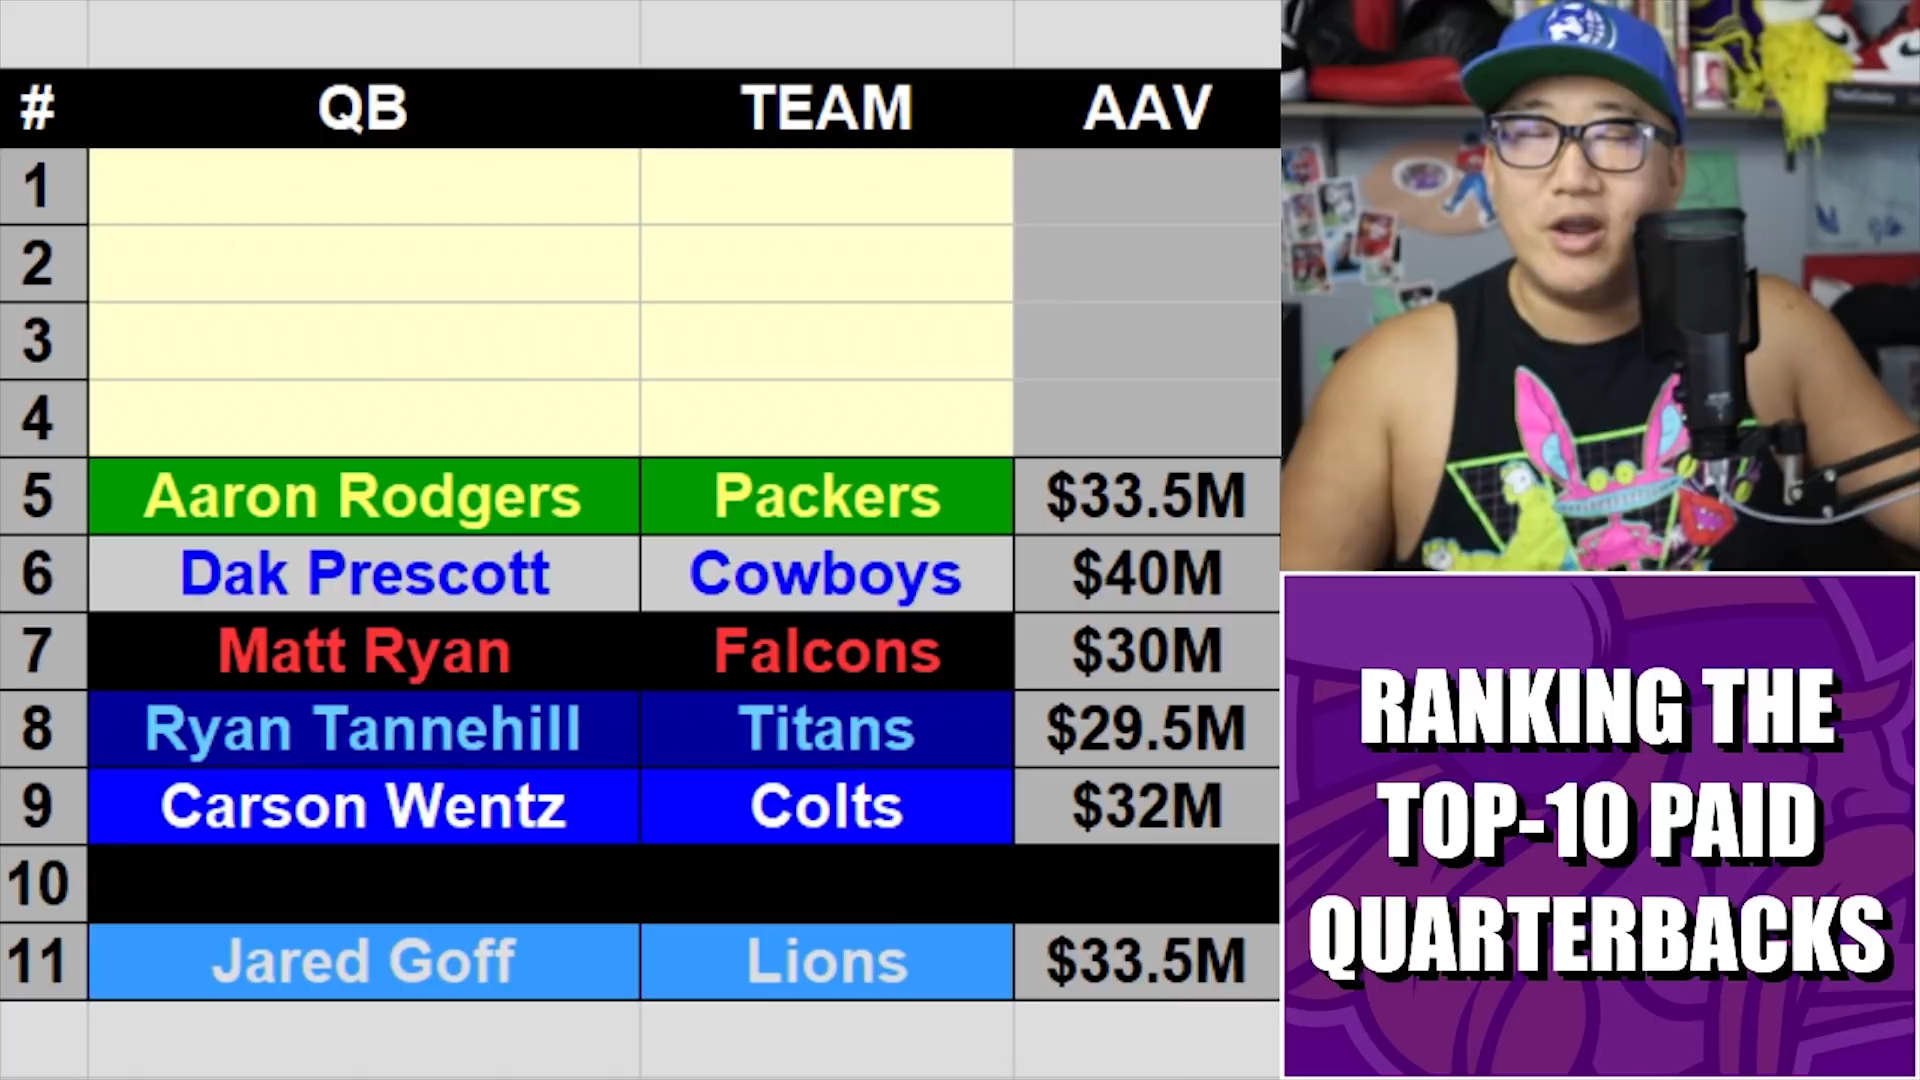 # QB TEAM AAV
1
2
3
4
5 Aaron Rodgers Packers $33.5M
6 Dak Prescott Cowboys $40M
7 Matt Ryan Falcons $30M
8 Ryan Tannehill Titans $29.5M
9 Carson Wentz Colts $32M
10
11 Jared Goff Lions $33.5M
RANKING THE
TOP-10 PAID
QUARTERBACKS